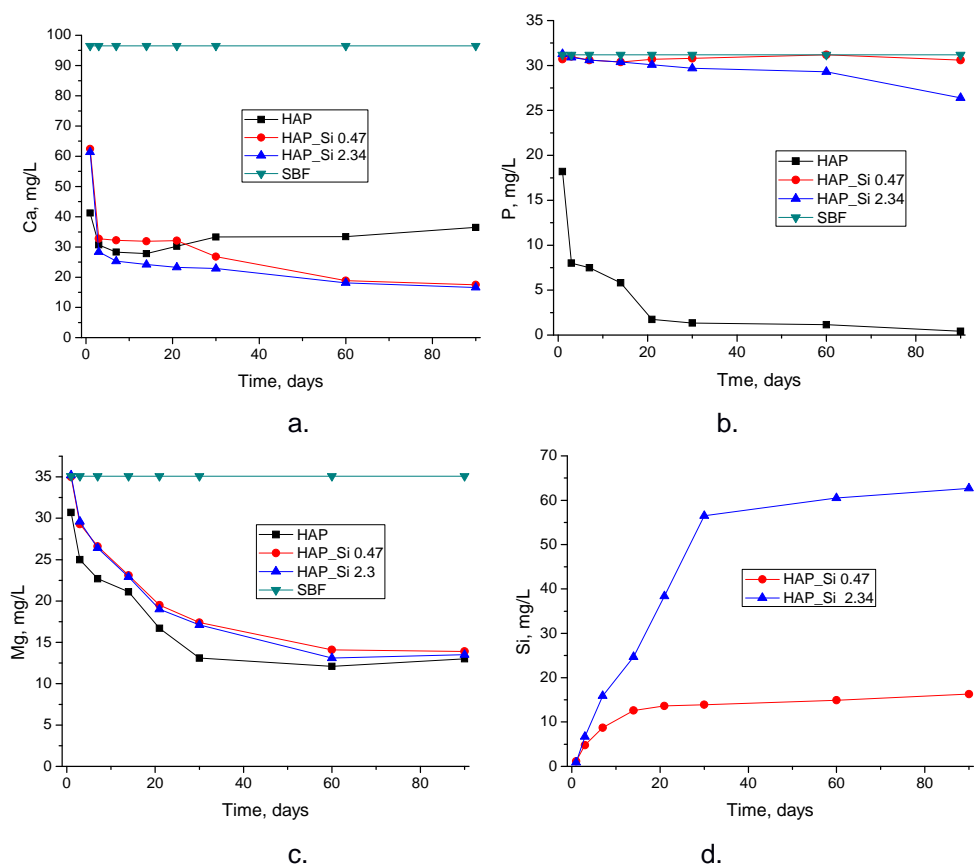 100
90
80
70
60
50
40
30
20
10
0
Ca, mg/L
HAP
HAP_Si 0.47
HAP_Si 2.34
SBF
0 20 40 60 80
Time, days
a.
35
30
25
20
15
10
5
0
P, mg/L
HAP
HAP_Si 0.47
HAP_Si 2.34
SBF
0 20 40 60 80
Tme, days
b.
35
30
25
20
15
10
5
0
Mg, mg/L
HAP
HAP_Si 0.47
HAP_Si 2.3
SBF
0 20 40 60 80
Time, days
c.
70
60
50
40
30
20
10
0
Si, mg/L
HAP_Si 0.47
HAP_Si 2.34
0 20 40 60 80
Time, days
d.